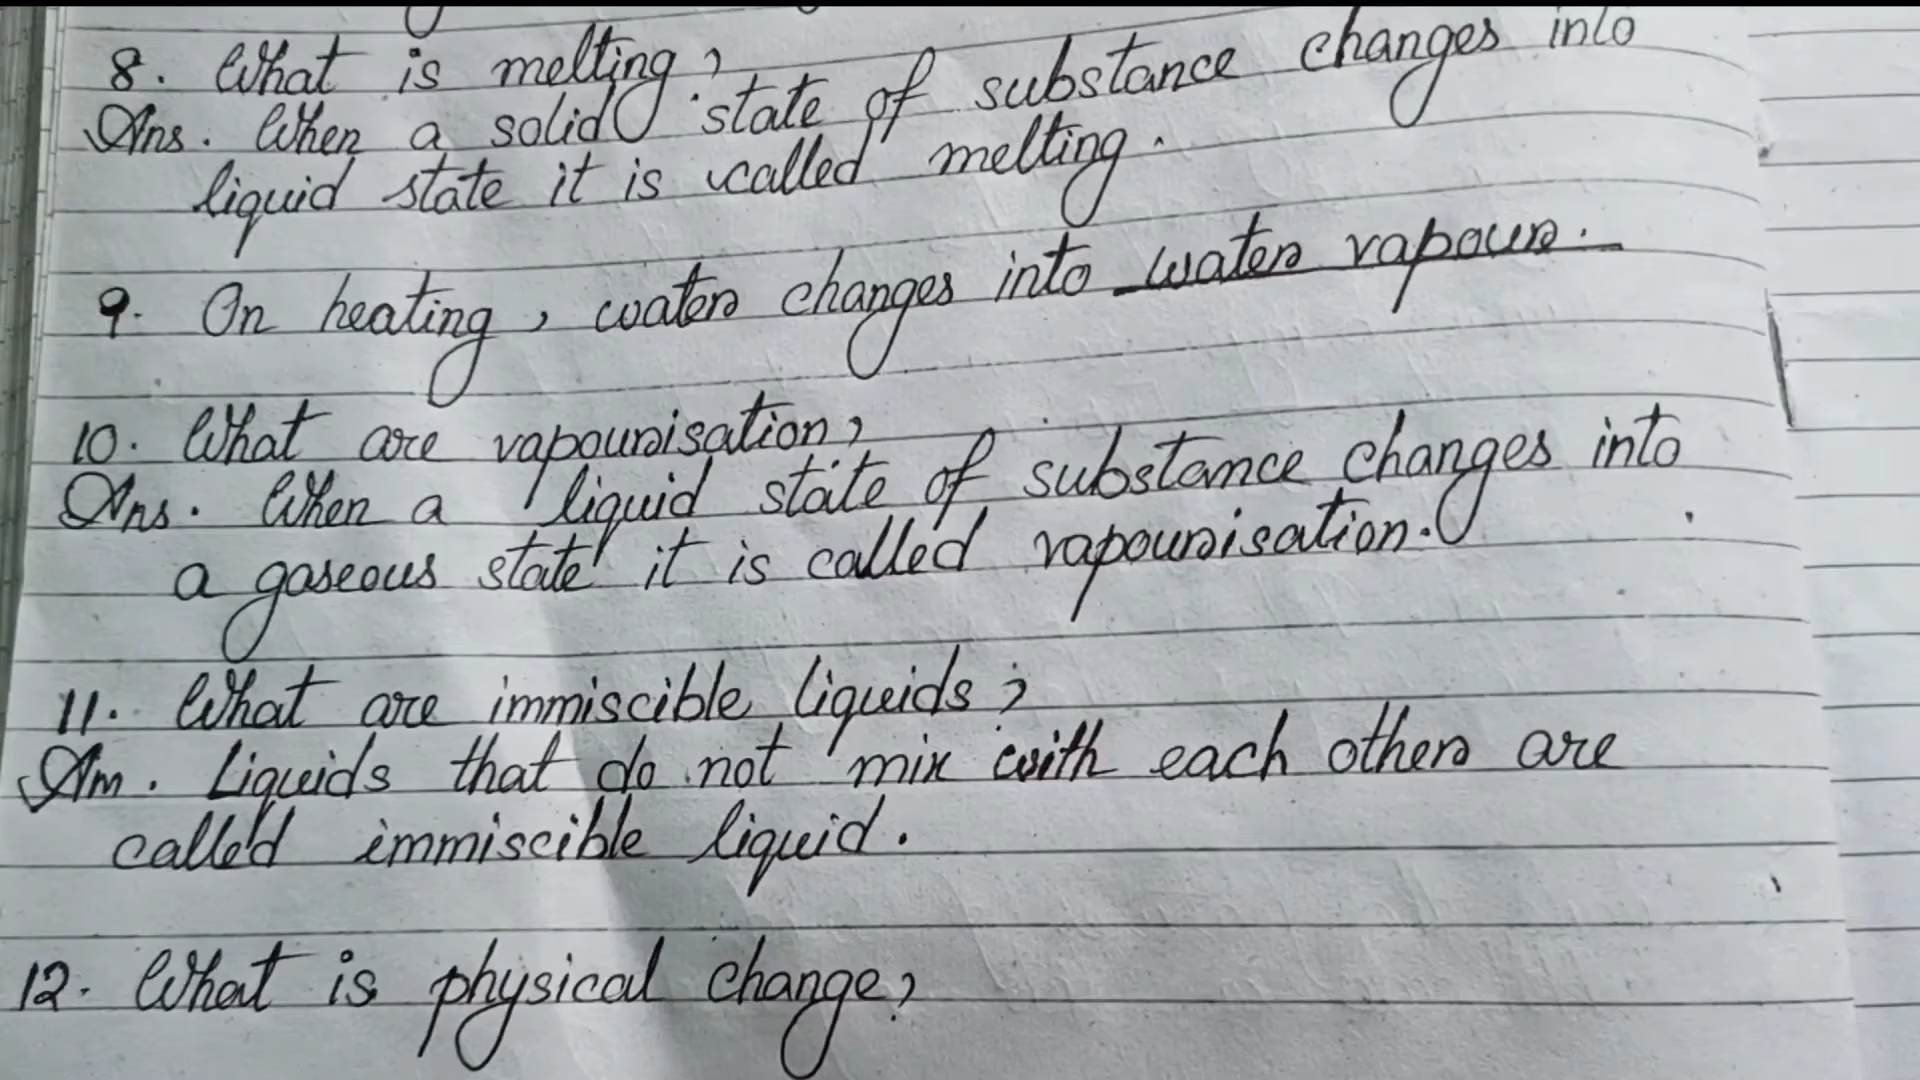 8. What is melting?
Ans. When a solid state of substance changes into
liquid state it is called melting.
9. On heating, water changes into water vapour.
10. What are vapourisation?
Ans. When a liquid state of substance changes into
a gaseous state it is called vapourisation.
11. What are immiscible liquids?
Ans. Liquids that do not mix with each other are
called immiscible liquid.
12. What is physical change?